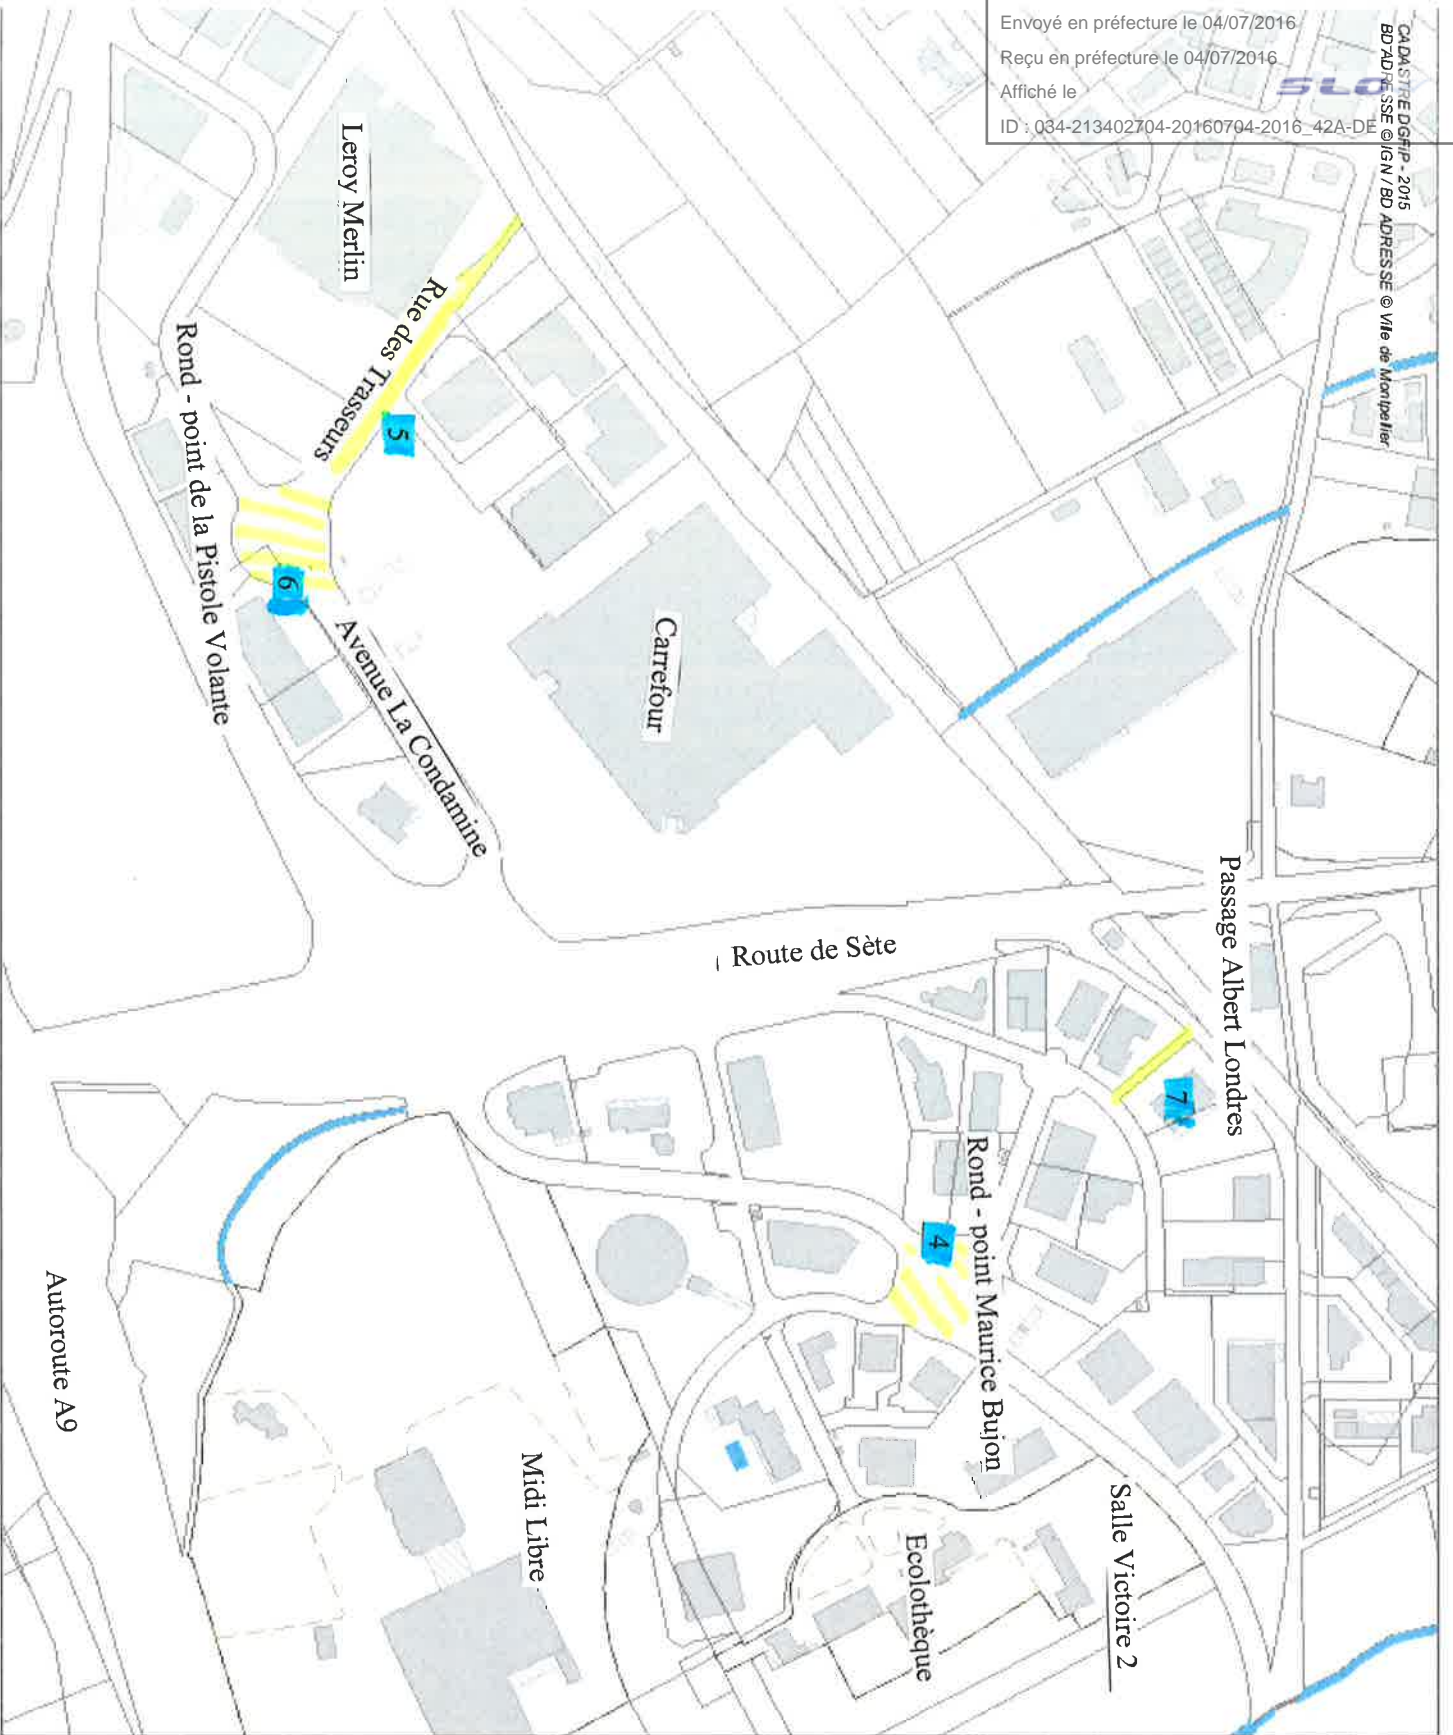 Envoyé en préfecture le 04/07/2016
Reçu en préfecture le 04/07/2016
Affiché le
SLO
ID : 034-213402704-20160704-2016_42A-DE
CADASTRE DGFiP - 2015
BD ADRESSE © IGN / BD ADRESSE © Ville de Montpellier
Leroy Merlin
Rue des Trasseurs
5
Rond - point de la Pistole Volante
6
Avenue La Condamine
Carrefour
Route de Sète
Passage Albert Londres
7
4
Rond - point Maurice Bujon
Salle Victoire 2
Ecolothèque
Midi Libre
Autoroute A9